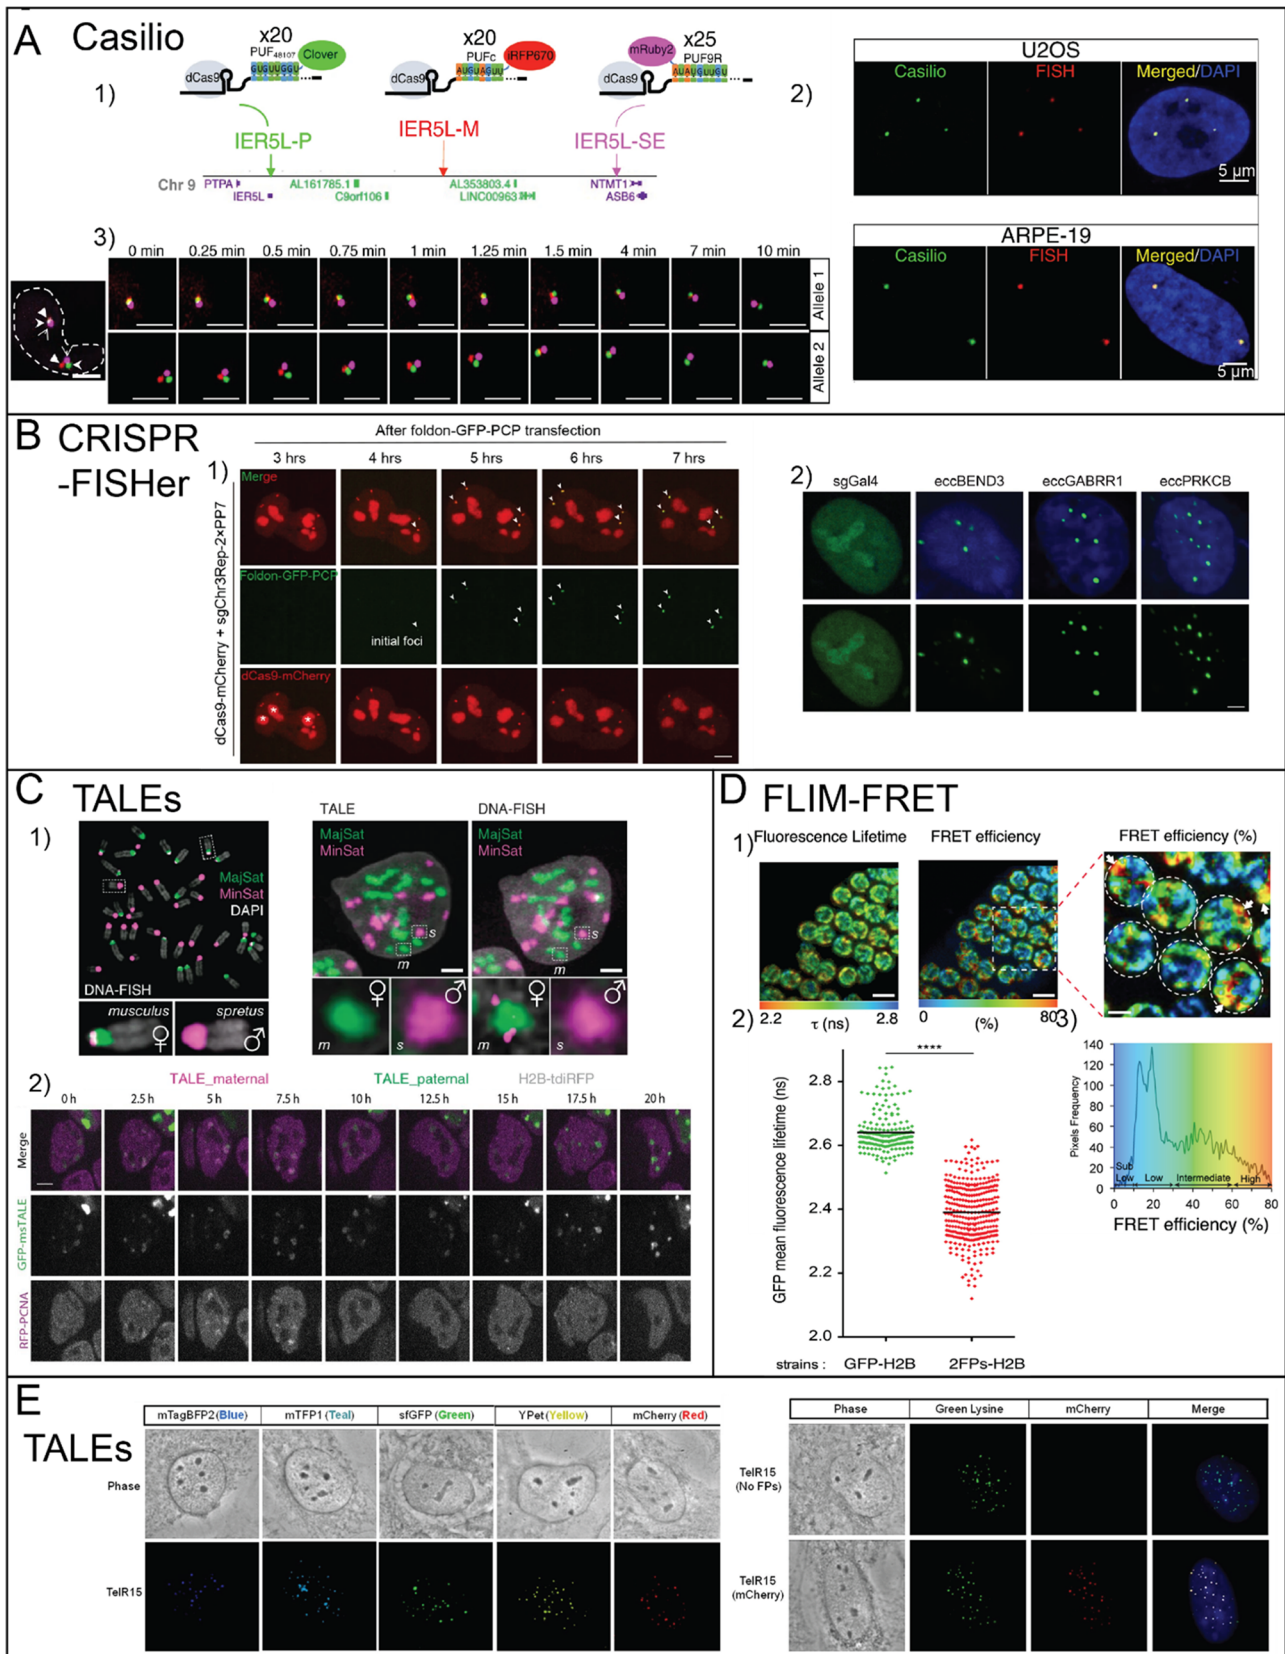 A Casilio
1)
x20
PUF48107
Clover
GUGUUGGU
dCas9
x20
PUFc
iRFP670
AUGUAGUU
dCas9
mRuby2
x25
PUF9R
AUAUGUUGU
dCas9
IER5L-P
IER5L-M
IER5L-SE
Chr 9
PTPA
IER5L
AL161785.1
C9orf106
AL353803.4
LINC00963
NTMT1
ASB6
2)
U2OS
Casilio
FISH
Merged/DAPI
5 µm
ARPE-19
Casilio
FISH
Merged/DAPI
5 µm
3)
0 min
0.25 min
0.5 min
0.75 min
1 min
1.25 min
1.5 min
4 min
7 min
10 min
Allele 1
Allele 2
B CRISPR
-FISHer
1)
After foldon-GFP-PCP transfection
3 hrs
4 hrs
5 hrs
6 hrs
7 hrs
dCas9-mCherry + sgChr3Rep-2×PP7
Merge
Foldon-GFP-PCP
initial foci
dCas9-mCherry
2)
sgGal4
eccBEND3
eccGABRR1
eccPRKCB
C TALEs
1)
MajSat
MinSat
DAPI
DNA-FISH
musculus
♀
spretus
♂
TALE
MajSat
MinSat
s
m
DNA-FISH
MajSat
MinSat
s
m
♀
m
♂
s
♀
m
♂
s
2)
TALE_maternal
TALE_paternal
H2B-tdiRFP
0 h
2.5 h
5 h
7.5 h
10 h
12.5 h
15 h
17.5 h
20 h
Merge
GFP-msTALE
RFP-PCNA
D FLIM-FRET
1)
Fluorescence Lifetime
FRET efficiency
FRET efficiency (%)
2.2
τ (ns)
2.8
0
(%)
80
2)
GFP mean fluorescence lifetime (ns)
****
2.8
2.6
2.4
2.2
2.0
strains :
GFP-H2B
2FPs-H2B
3)
Pixels Frequency
140
120
100
80
60
40
20
0
Sub
Low
Low
Intermediate
High
0
20
40
60
80
FRET efficiency (%)
E
TALEs
mTagBFP2 (Blue)
mTFP1 (Teal)
sfGFP (Green)
YPet (Yellow)
mCherry (Red)
Phase
TelR15
Phase
Green Lysine
mCherry
Merge
TelR15
(No FPs)
TelR15
(mCherry)